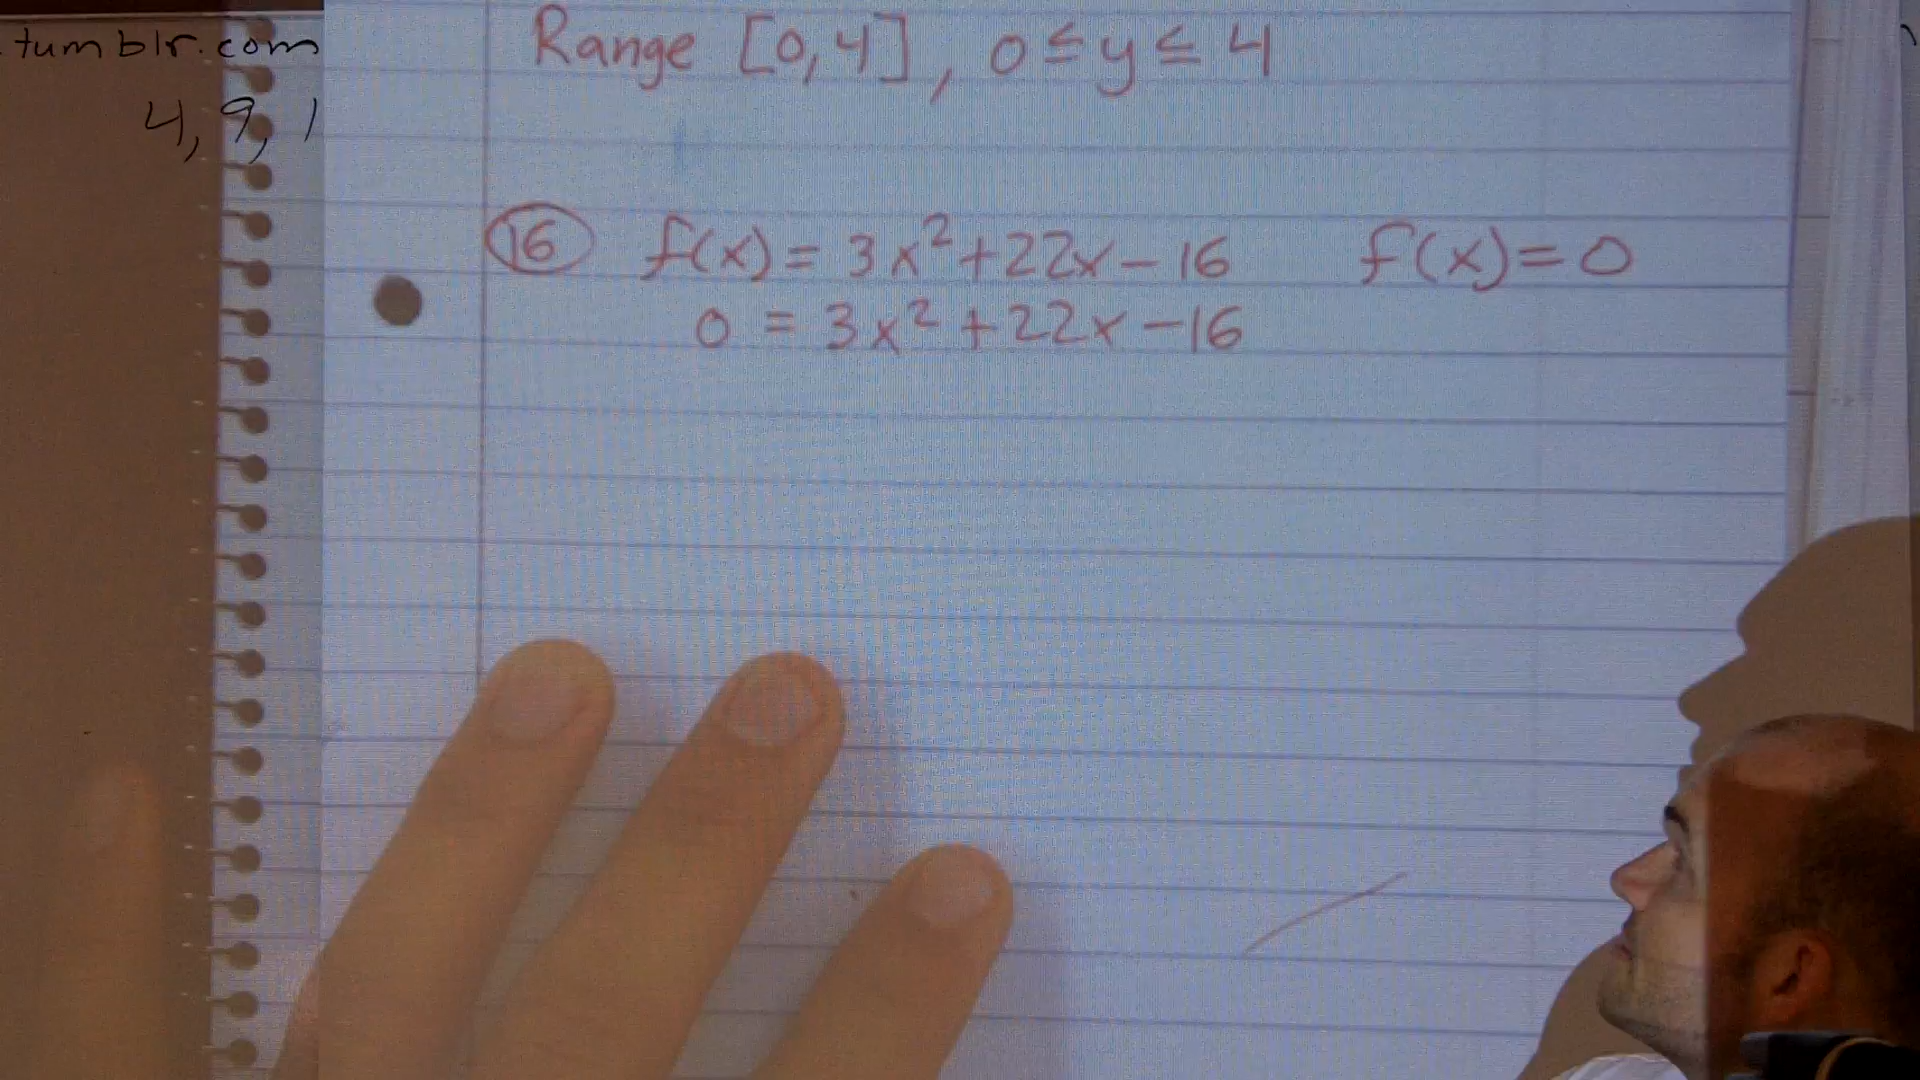 .tumblr.com
4, 9, 1
Range [0,4], 0 ≤ y ≤ 4
16 f(x) = 3x²+22x-16 f(x)=0
0 = 3x²+22x-16